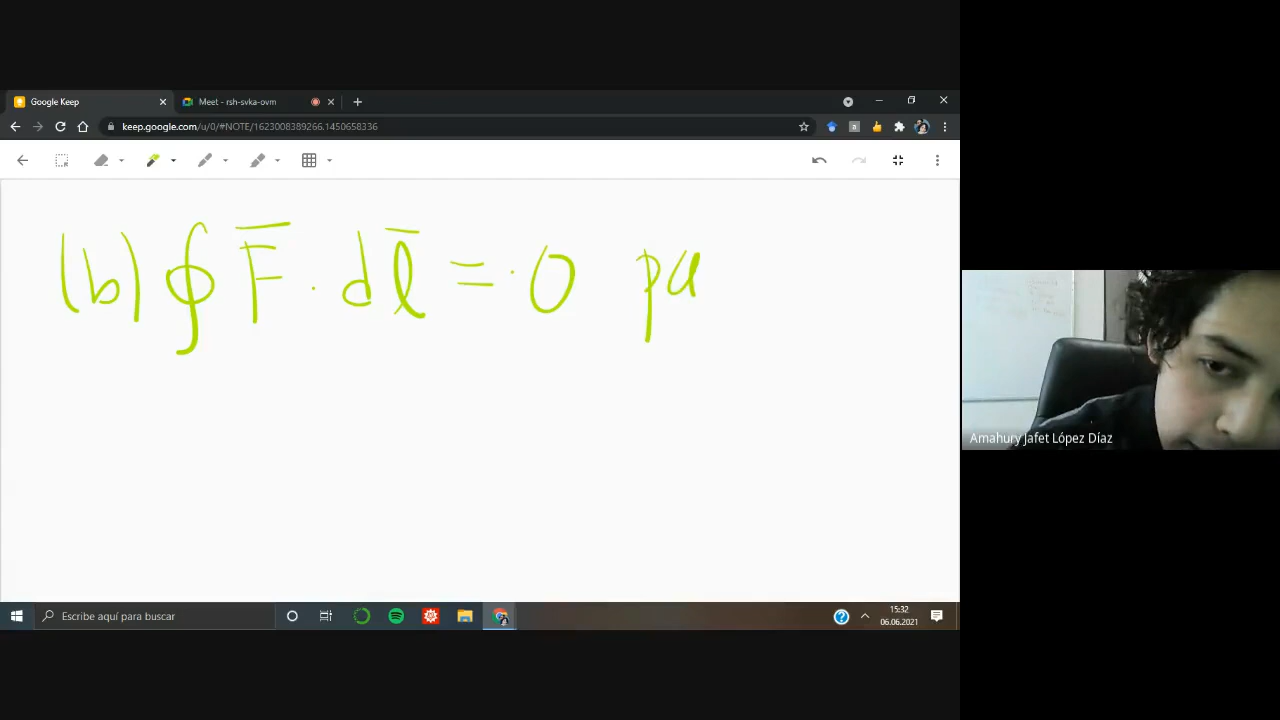 Google Keep
Meet - rsh-svka-ovm
keep.google.com/u/0/#NOTE/1623008389266.1450658336
(b) ∮ F̅ · d l̅ = 0 pa
Amahury Jafet López Díaz
Escribe aquí para buscar
15:32
06.06.2021